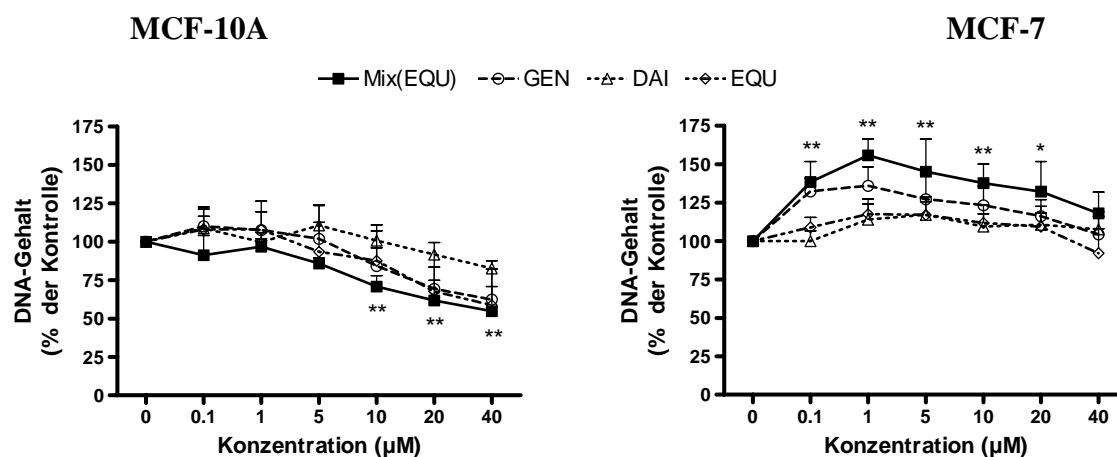 MCF-10A MCF-7
Mix(EQU) GEN DAI EQU
DNA-Gehalt
(% der Kontrolle)
175
150
125
100
75
50
25
0
** ** **
0 0.1 1 5 10 20 40
Konzentration (µM)
DNA-Gehalt
(% der Kontrolle)
175
150
125
100
75
50
25
0
** ** ** ** *
0 0.1 1 5 10 20 40
Konzentration (µM)